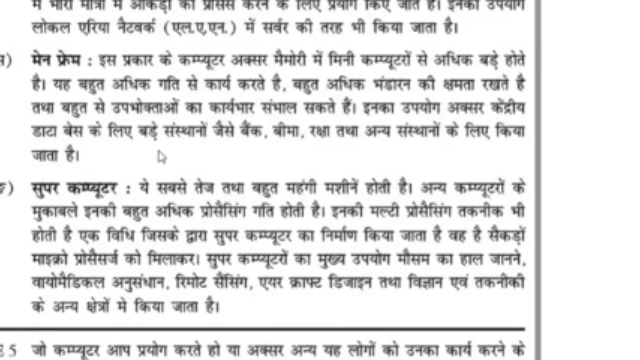 में भारी मात्रा में आंकड़ों को प्रोसेस करने के लिए प्रयोग किए जाते हैं। इनका उपयोग
लोकल एरिया नैटवर्क (एल.ए.एन.) में सर्वर की तरह भी किया जाता है।
) मेन फ्रेम : इस प्रकार के कम्प्यूटर अक्सर मैमोरी में मिनी कम्प्यूटरों से अधिक बड़े होते
है। यह बहुत अधिक गति से कार्य करते है, बहुत अधिक भंडारन की क्षमता रखते है
तथा बहुत से उपभोक्ताओं का कार्यभार संभाल सकते हैं। इनका उपयोग अक्सर केंद्रीय
डाटा बेस के लिए बड़े संस्थानों जैसे बैंक, बीमा, रक्षा तथा अन्य संस्थानों के लिए किया
जाता है।
) सुपर कम्प्यूटर : ये सबसे तेज तथा बहुत महंगी मशीनें होती है। अन्य कम्प्यूटरों के
मुकाबले इनकी बहुत अधिक प्रोसैसिंग गति होती है। इनकी मल्टी प्रोसैसिंग तकनीक भी
होती है एक विधि जिसके द्वारा सुपर कम्प्यूटर का निर्माण किया जाता है वह है सैकड़ों
माइक्रो प्रोसैसर्ज को मिलाकर। सुपर कम्प्यूटरों का मुख्य उपयोग मौसम का हाल जानने,
वायोमैडिकल अनुसंधान, रिमोट सैंसिंग, एयर क्राफ्ट डिजाइन तथा विज्ञान एवं तकनीकी
के अन्य क्षेत्रों मे किया जाता है।
5 जो कम्प्यूटर आप प्रयोग करते हो या अक्सर अन्य यह लोगों को उनका कार्य करने के